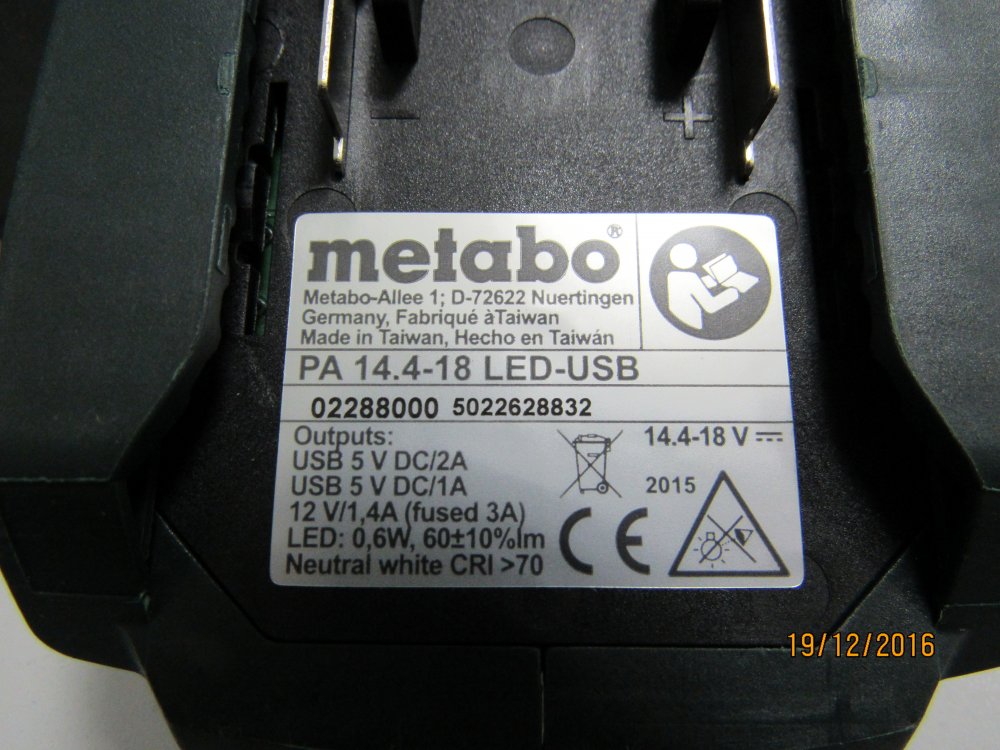 − +
metabo®
Metabo-Allee 1; D-72622 Nuertingen
Germany, Fabriqué àTaiwan
Made in Taiwan, Hecho en Taiwán
PA 14.4-18 LED-USB
02288000 5022628832
Outputs:
USB 5 V DC/2A
USB 5 V DC/1A
12 V/1,4A (fused 3A)
LED: 0,6W, 60±10%lm
Neutral white CRI >70
14.4-18 V ⎓
2015
CE
19/12/2016